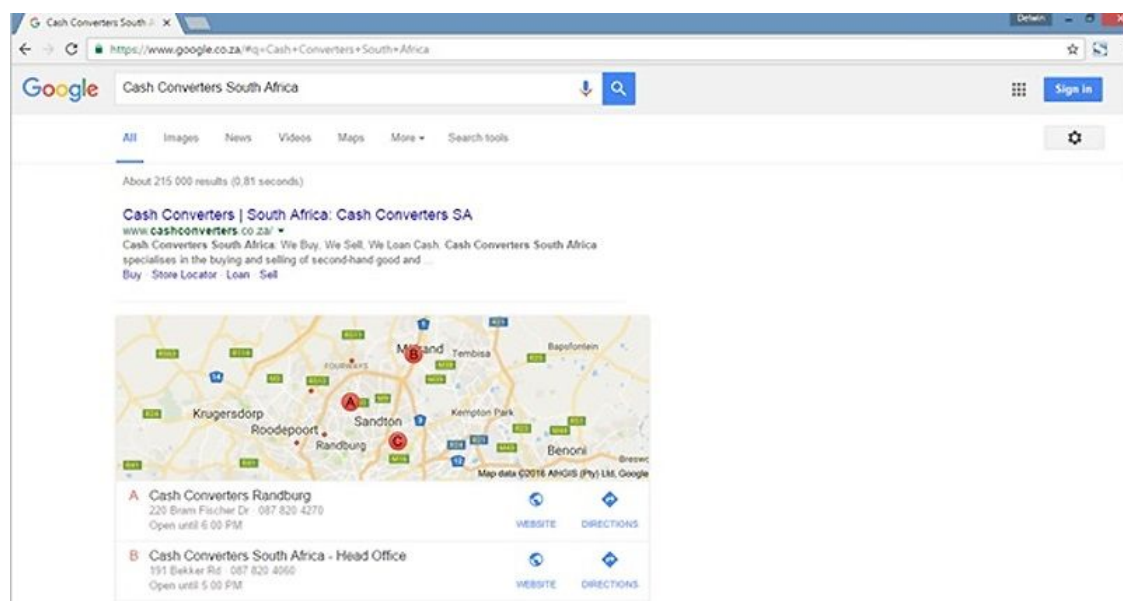 Cash Converters South A
Delwin
https://www.google.co.za/#q=Cash+Converters+South+Africa
Google
Cash Converters South Africa
Sign in
All Images News Videos Maps More Search tools
About 215 000 results (0,81 seconds)
Cash Converters | South Africa: Cash Converters SA
www.cashconverters.co.za/
Cash Converters South Africa: We Buy, We Sell, We Loan Cash. Cash Converters South Africa
specialises in the buying and selling of second-hand good and ...
Buy · Store Locator · Loan · Sell
B
Tembisa
Bapsfontein
FOURWAYS
14
A
Krugersdorp
Sandton
Kempton Park
Roodepoort
Randburg
C
Benoni
12
Map data ©2016 AfriGIS (Pty) Ltd, Google
A Cash Converters Randburg
220 Bram Fischer Dr · 087 820 4270
Open until 6:00 PM
WEBSITE DIRECTIONS
B Cash Converters South Africa - Head Office
191 Bekker Rd · 087 820 4060
Open until 5:00 PM
WEBSITE DIRECTIONS